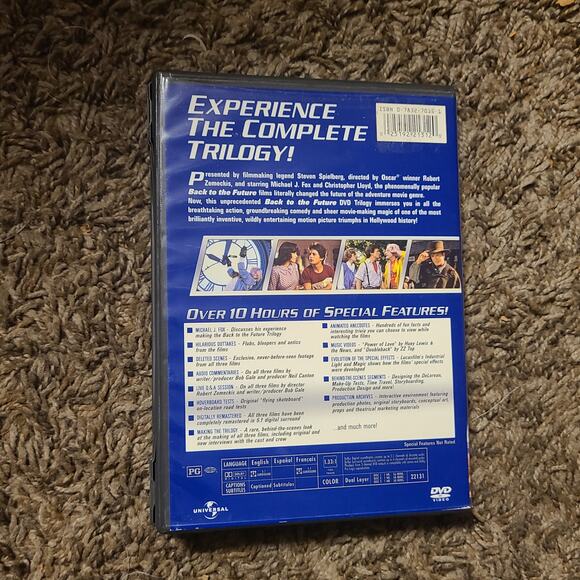 EXPERIENCE
THE COMPLETE
TRILOGY!
ISBN 0-7832-7015 1
Presented by filmmaking legend Steven Spielberg, directed by Oscar® winner Robert
Zemeckis, and starring Michael J. Fox and Christopher Lloyd, the phenomenally popular
Back to the Future films literally changed the future of the adventure movie genre.
Now, this unprecedented Back to the Future DVD Trilogy immerses you in all the
breathtaking action, groundbreaking comedy and sheer movie-making magic of one of the most
brilliantly inventive, wildly entertaining motion picture triumphs in Hollywood history!
OVER 10 HOURS OF SPECIAL FEATURES!
MICHAEL J. FOX - Discusses his experience
making the Back to the Future Trilogy
HILARIOUS OUTTAKES - Flubs, bloopers and antics
from the films
DELETED SCENES - Exclusive, never-before-seen footage
from all three films
AUDIO COMMENTARIES - On all three films by
writer/producer Bob Gale and producer Neil Canton
LIVE Q&A SESSION - On all three films by director
Robert Zemeckis and writer/producer Bob Gale
HOVERBOARD TESTS - Original "flying skateboard"
on-location road tests
DIGITALLY REMASTERED - All three films have been
completely remastered in 5.1 digital surround
MAKING THE TRILOGY - A rare, behind-the-scenes look
at the making of all three films, including original and
new interviews with the cast and crew
ANIMATED ANECDOTES - Hundreds of fun facts and
interesting trivia you can choose to view while
watching the film
MUSIC VIDEOS - "Power of Love" by Huey Lewis &
the News, and "Doubleback" by ZZ Top
EVOLUTION OF THE SPECIAL EFFECTS - Lucasfilm's Industrial
Light and Magic shows how the films' special effects
were developed
BEHIND-THE-SCENES SEGMENTS - Designing the DeLorean,
Make-Up Tests, Time Travel, Storyboarding,
Production Design and more!
PRODUCTION ARCHIVES - Interactive environment featuring
production photos, original storyboards, conceptual art,
props and theatrical marketing materials
...and much more!
Special Features Not Rated
PG
LANGUAGE English Español Français
CAPTIONS
SUBTITLES Captioned Subtitles
1.33:1
COLOR
Dual Layer
22131
UNIVERSAL
DVD
VIDEO